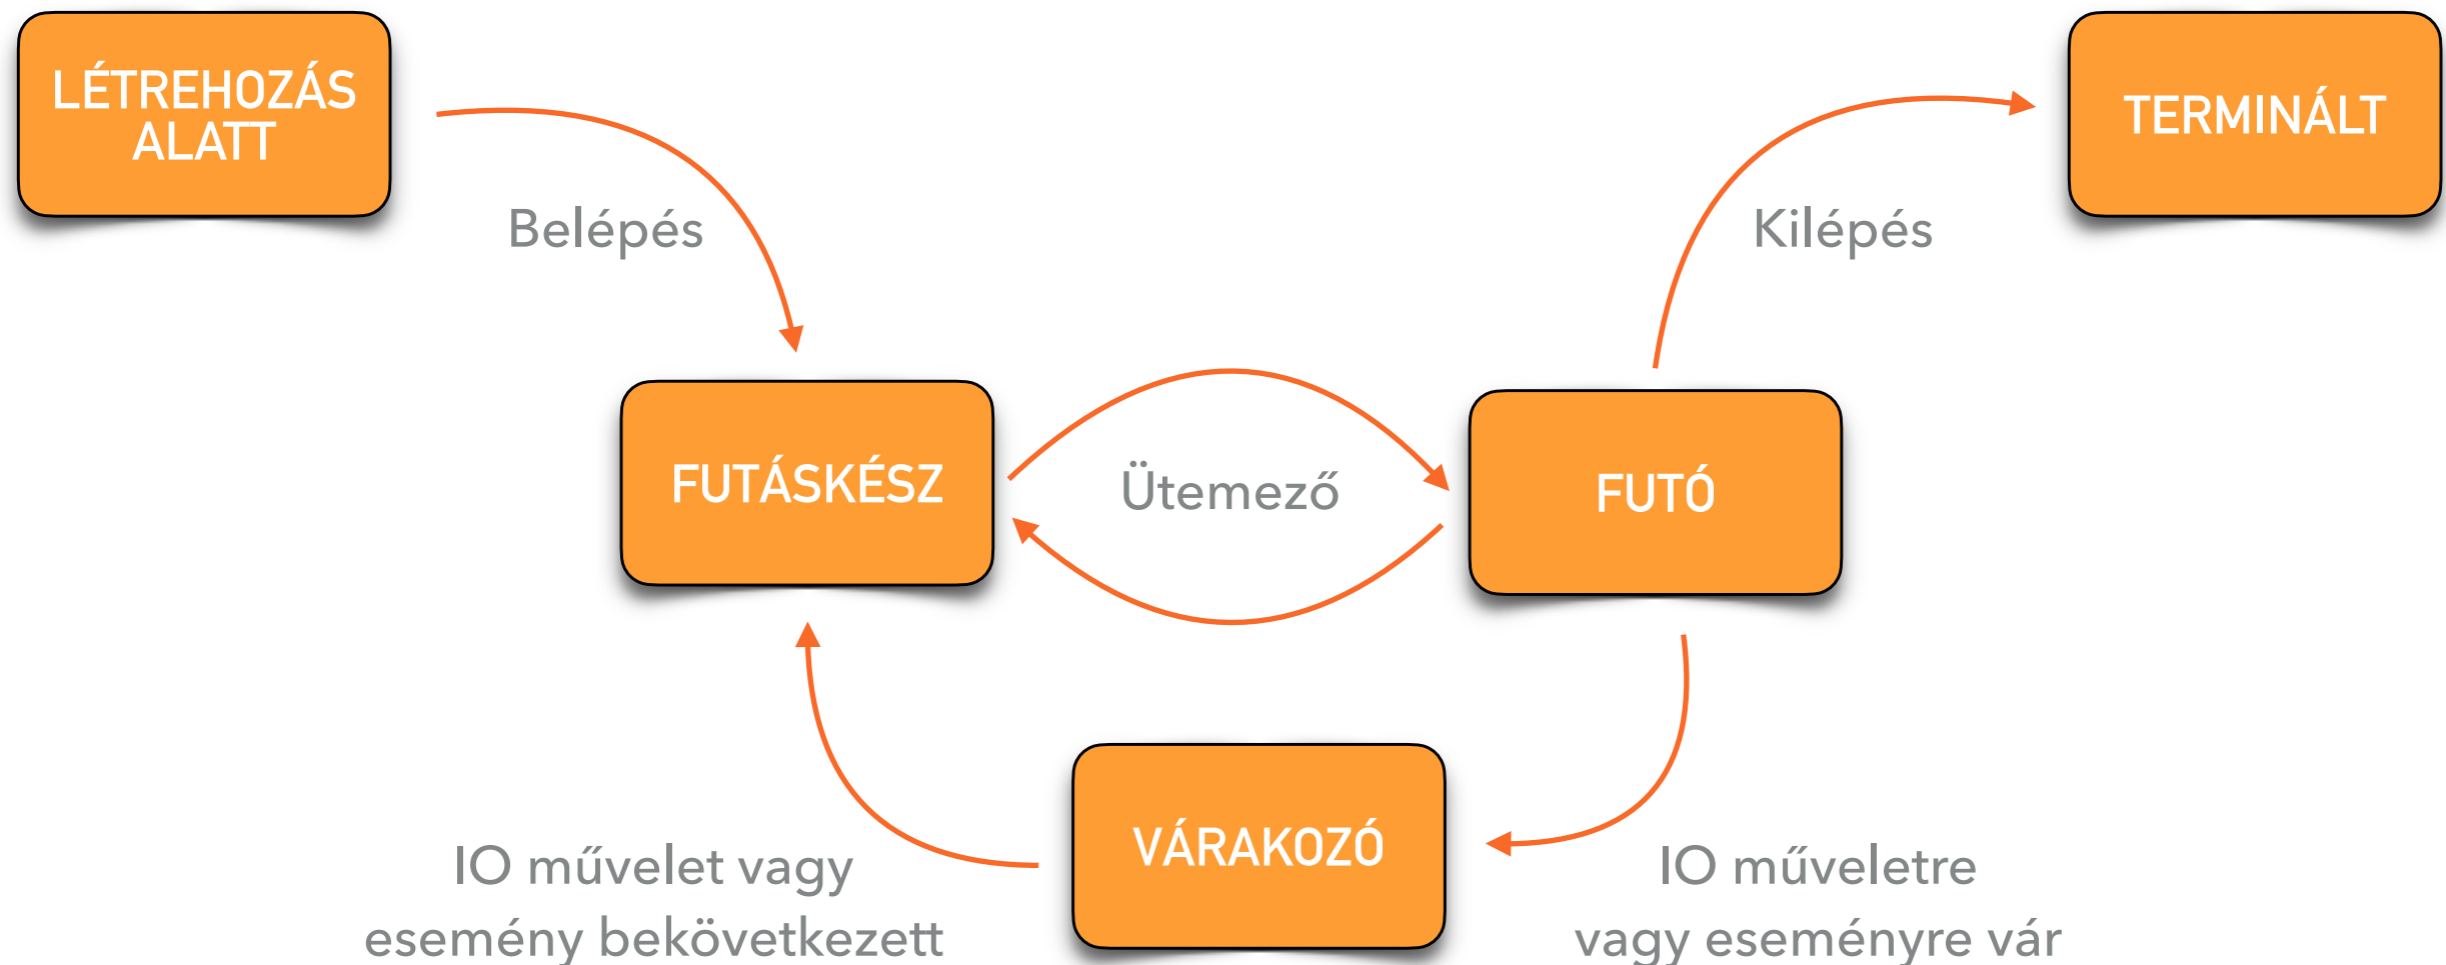 LÉTREHOZÁS
ALATT
TERMINÁLT
Belépés
Kilépés
FUTÁSKÉSZ
Ütemező
FUTÓ
VÁRAKOZÓ
IO művelet vagy
esemény bekövetkezett
IO műveletre
vagy eseményre vár